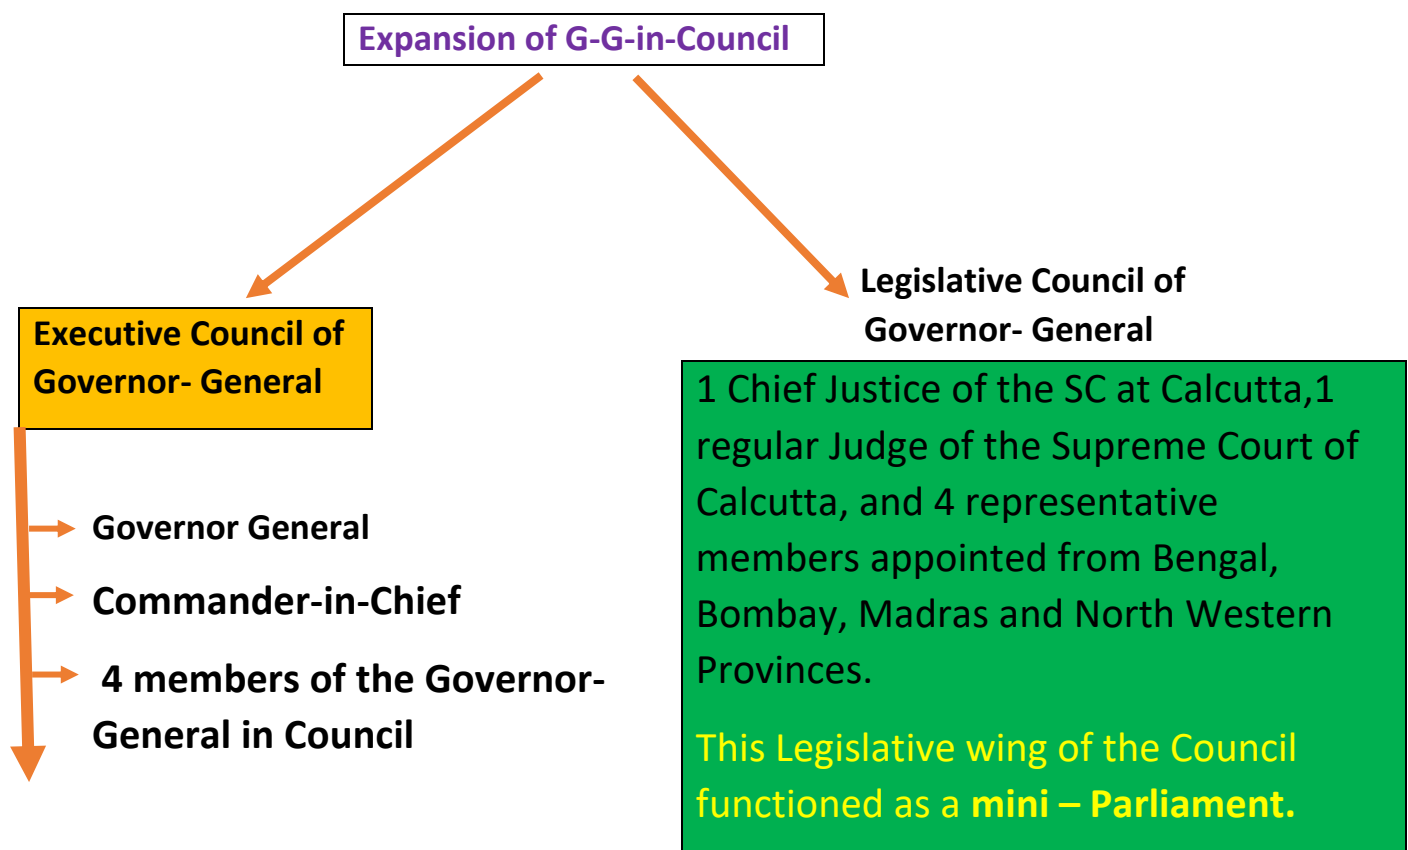 Expansion of G-G-in-Council
Executive Council of
Governor- General
Governor General
Commander-in-Chief
4 members of the Governor-
General in Council
Legislative Council of
Governor- General
1 Chief Justice of the SC at Calcutta,1
regular Judge of the Supreme Court of
Calcutta, and 4 representative
members appointed from Bengal,
Bombay, Madras and North Western
Provinces.
This Legislative wing of the Council
functioned as a mini – Parliament.